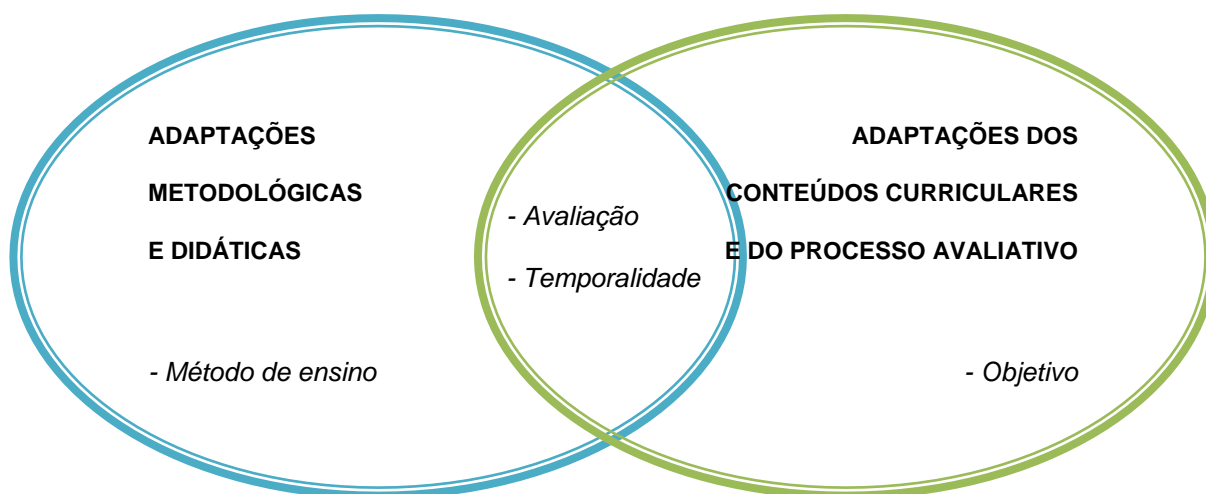 ADAPTAÇÕES
METODOLÓGICAS
E DIDÁTICAS
- Método de ensino
- Avaliação
- Temporalidade
ADAPTAÇÕES DOS
CONTEÚDOS CURRICULARES
E DO PROCESSO AVALIATIVO
- Objetivo